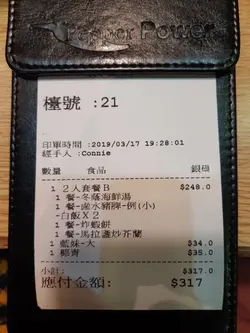 Pepper Power
檯號 :21
印單時間 :2019/03/17 19:28:01
經手人 :Connie
數量 食品 銀碼
1 2人套餐B $248.0
1 餐-冬蔭海鮮湯
1 餐-滷水豬脾-例(小)
-白飯X2
1 餐-炸蝦餅
1 餐-馬拉盞炒芥蘭
1 藍妹-大 $34.0
1 椰青 $35.0
小計: $317.0
應付金額: $317